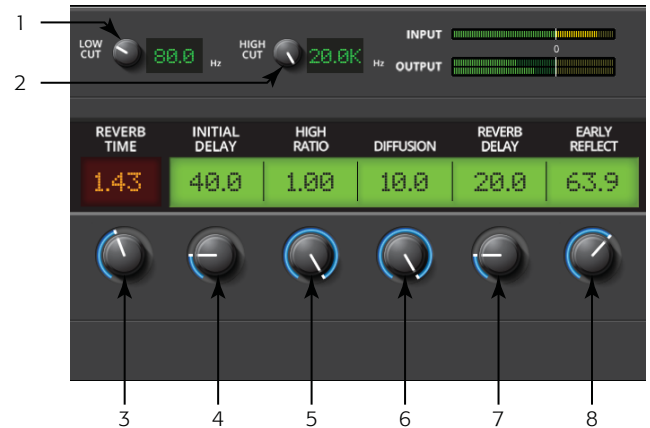 1
2
LOW CUT 80.0 Hz
HIGH CUT 20.0K Hz
INPUT
0
OUTPUT
REVERB TIME
INITIAL DELAY
HIGH RATIO
DIFFUSION
REVERB DELAY
EARLY REFLECT
1.43 40.0 1.00 10.0 20.0 63.9
3 4 5 6 7 8